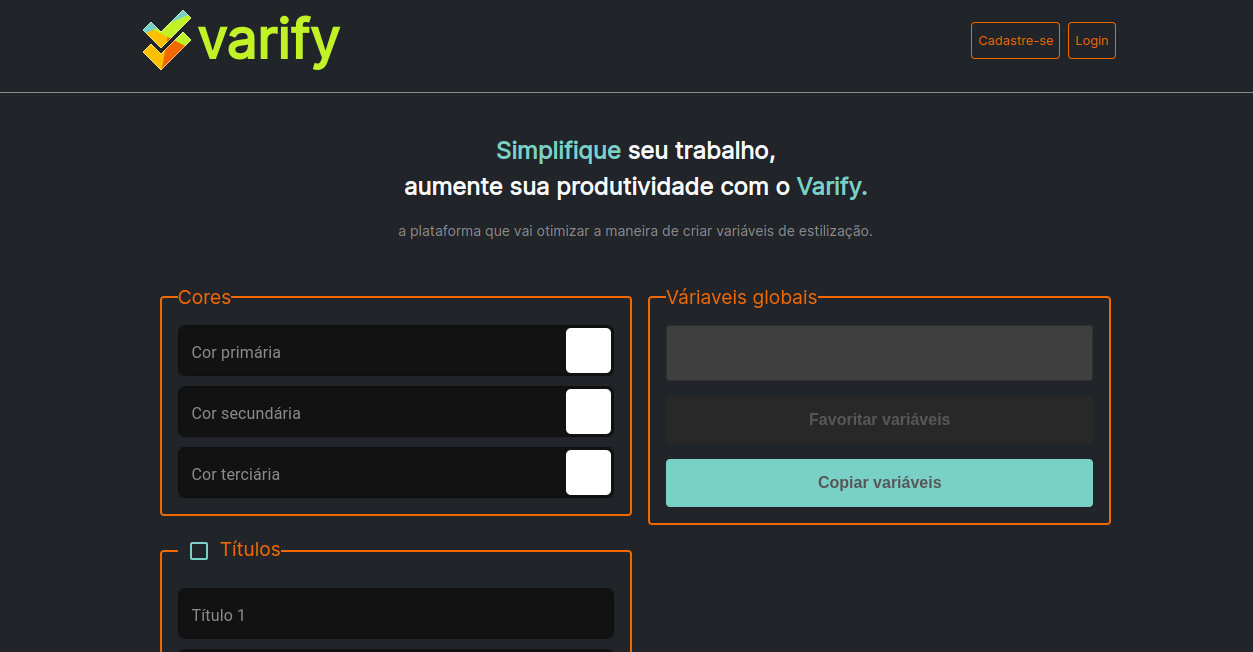 varify
Cadastre-se
Login
Simplifique seu trabalho,
aumente sua produtividade com o Varify.
a plataforma que vai otimizar a maneira de criar variáveis de estilização.
Cores
Cor primária
Cor secundária
Cor terciária
Váriaveis globais
Favoritar variáveis
Copiar variáveis
Títulos
Título 1